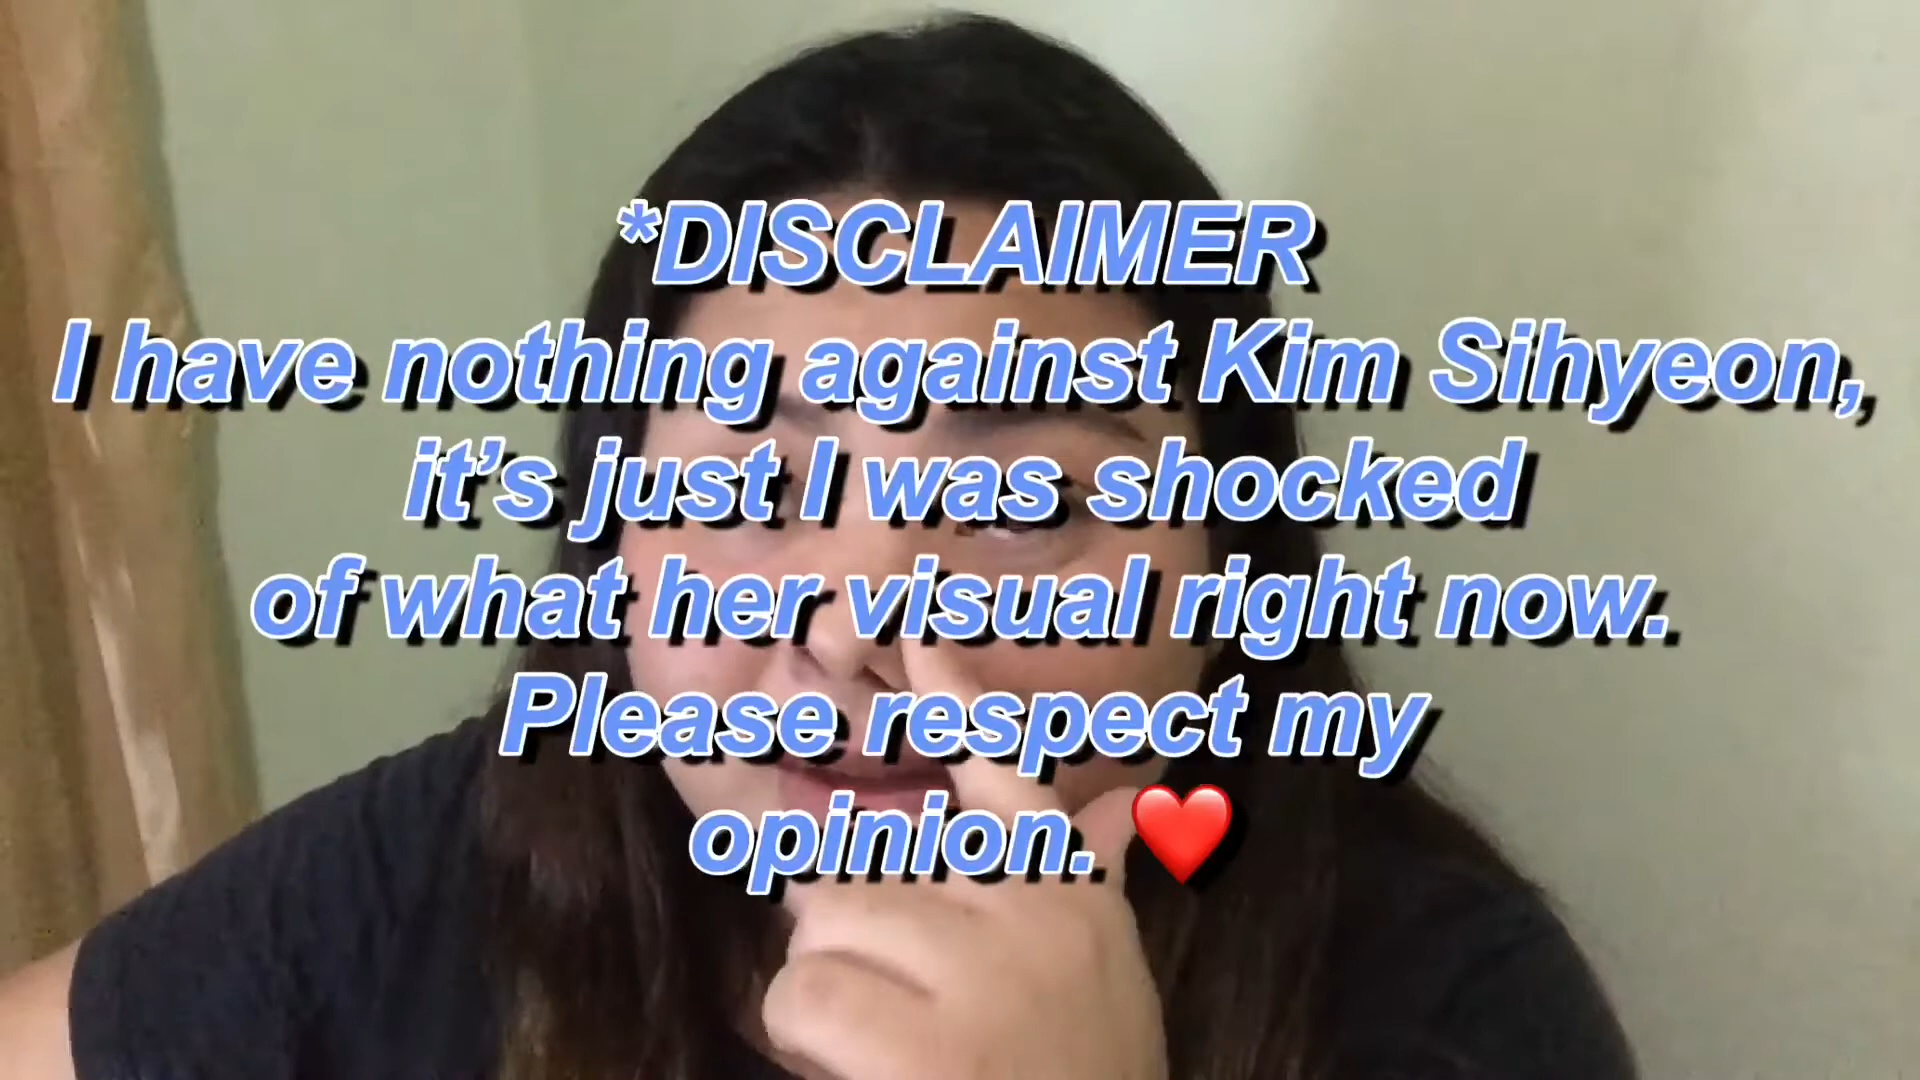 *DISCLAIMER
I have nothing against Kim Sihyeon,
it’s just I was shocked
of what her visual right now.
Please respect my
opinion. ❤️